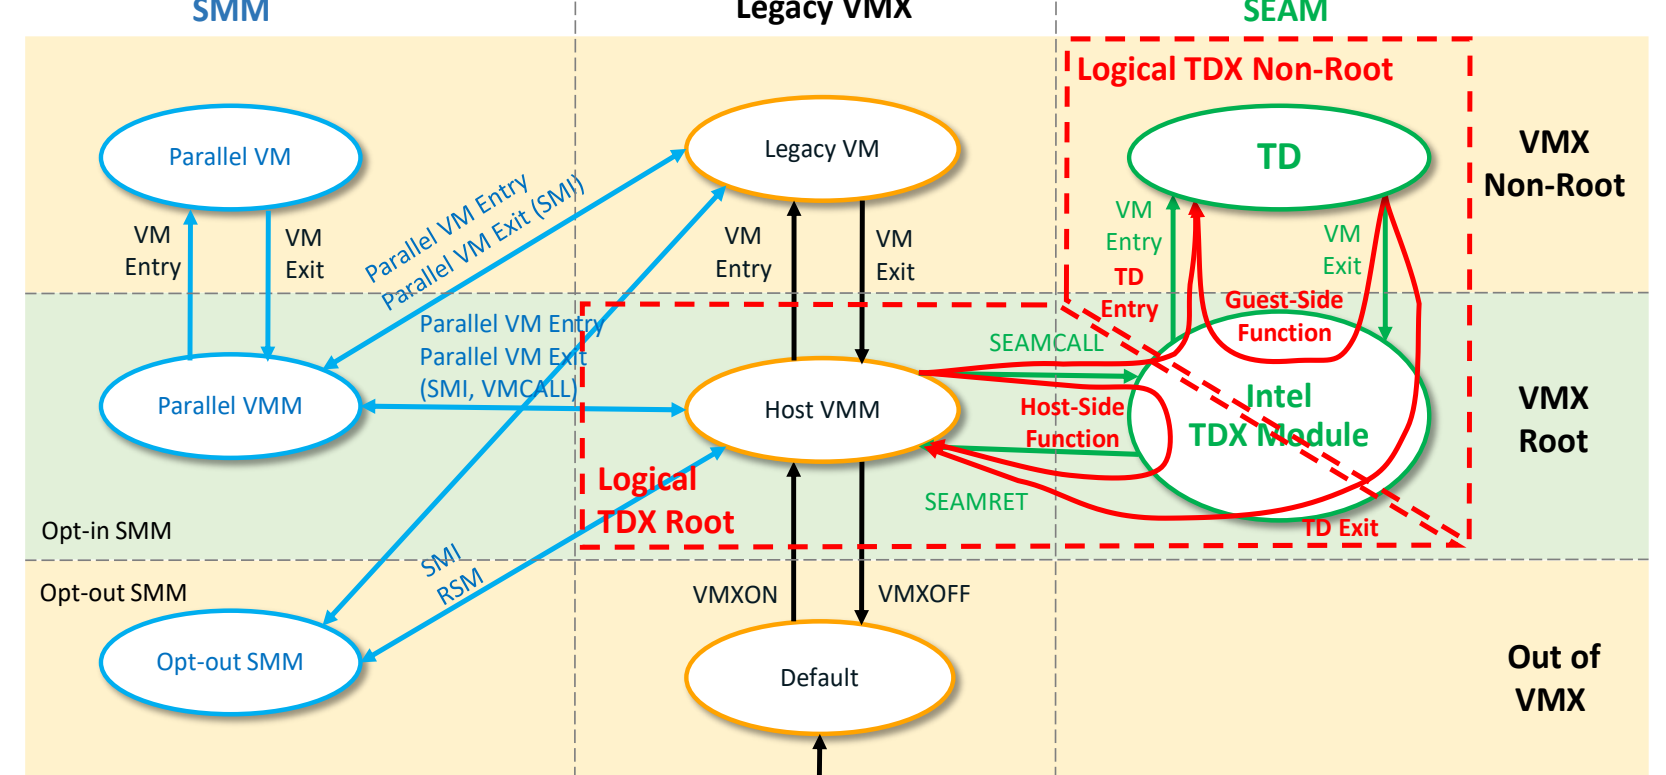 SMM
Legacy VMX
SEAM
Logical TDX Non-Root
Parallel VM
Legacy VM
TD
VMX
Non-Root
VM
Entry
VM
Exit
Parallel VM Entry
Parallel VM Exit (SMI)
VM
Entry
VM
Exit
VM
Entry
VM
Exit
TD
Entry
Guest-Side
Function
Parallel VM Entry
Parallel VM Exit
(SMI, VMCALL)
SEAMCALL
Parallel VMM
Host VMM
Host-Side
Function
Intel
TDX Module
VMX
Root
Logical
TDX Root
SEAMRET
TD Exit
Opt-in SMM
Opt-out SMM
SMI
RSM
VMXON
VMXOFF
Opt-out SMM
Default
Out of
VMX